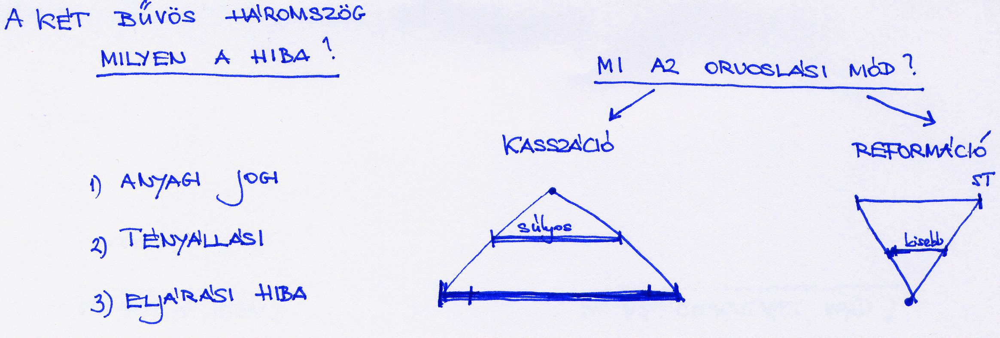 A KÉT BŰVÖS HÁROMSZÖG
MILYEN A HIBA?
MI AZ ORVOSLÁSI MÓD?
KASSZÁCIÓ
REFORMÁCIÓ
ST
1) ANYAGI JOGI
súlyos
2) TÉNYÁLLÁSI
kisebb
3) ELJÁRÁSI HIBA